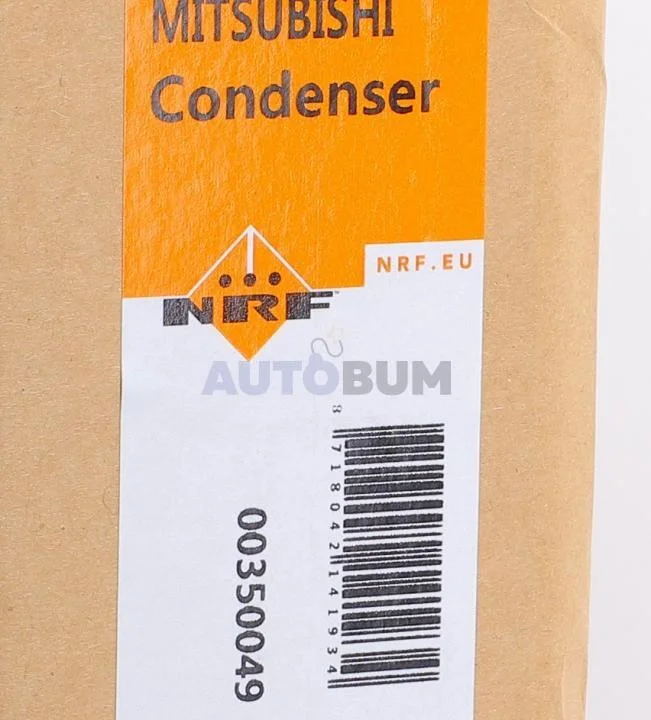 MITSUBISHI
Condenser
NRF.EU
NRF
AUTOBUM
8 718042 141934
00350049